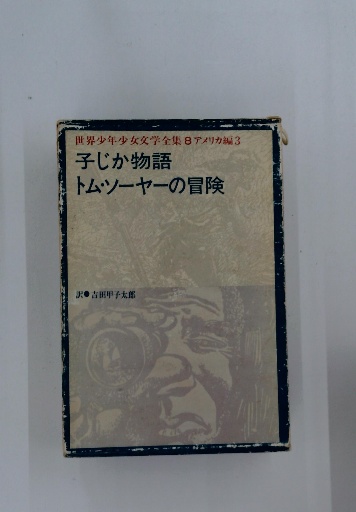 世界少年少女文学全集8アメリカ編3
子じか物語
トム・ソーヤーの冒険
訳●吉田甲子太郎